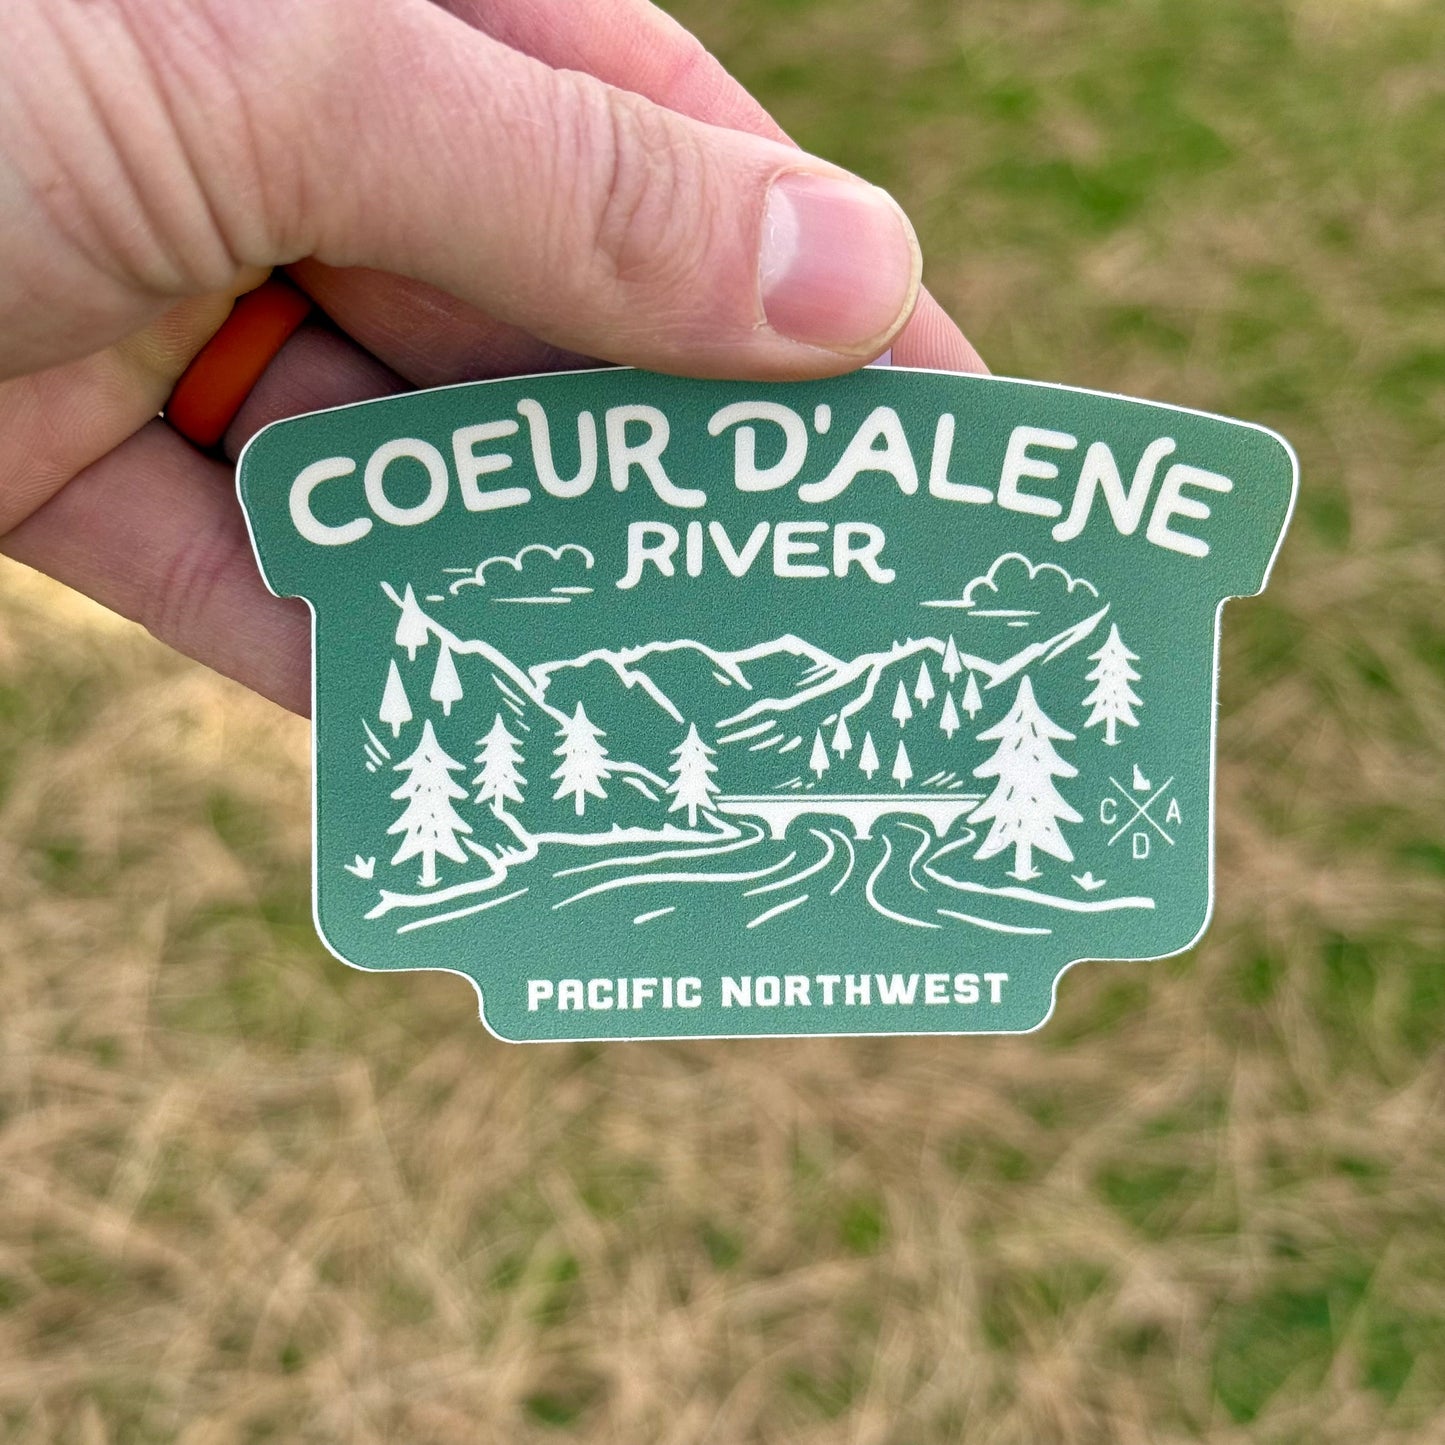 COEUR D'ALENE
RIVER
C A
D
PACIFIC NORTHWEST